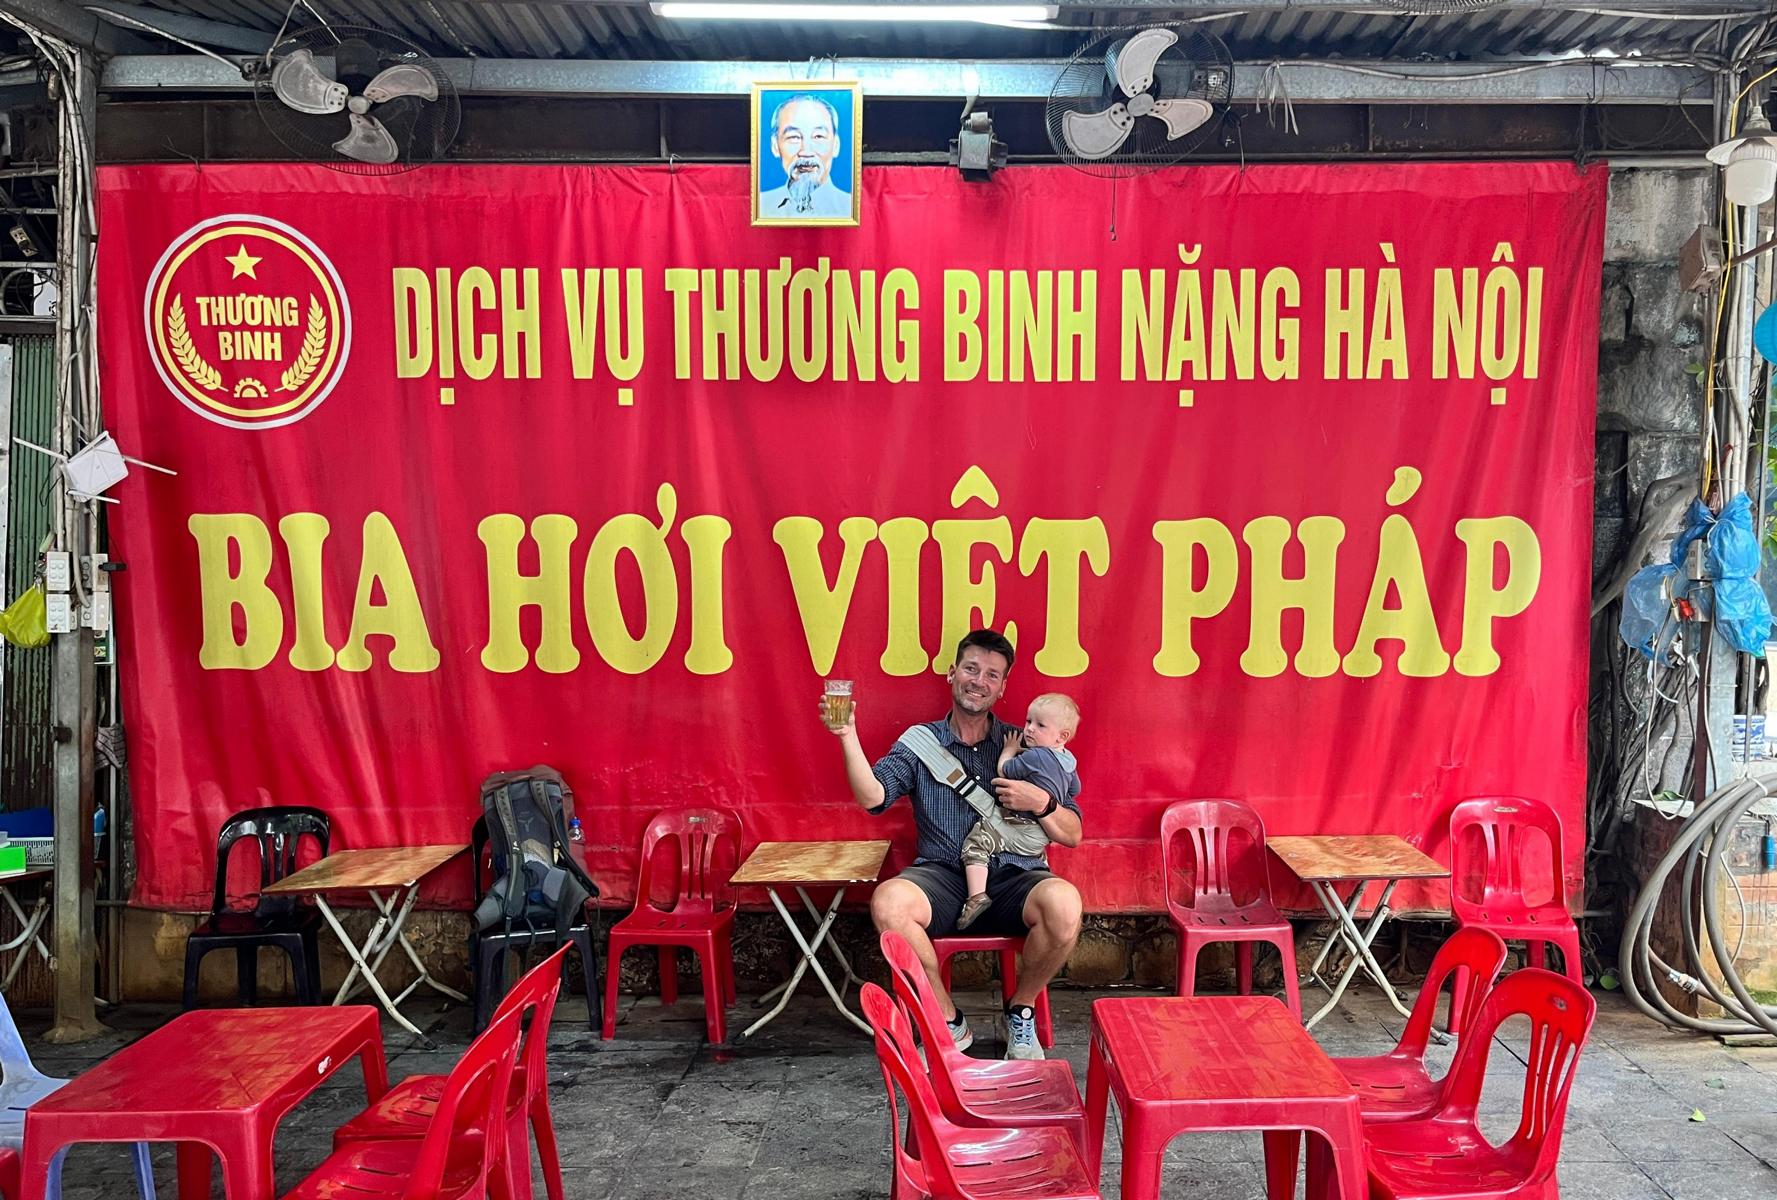 THƯƠNG
BINH
DỊCH VỤ THƯƠNG BINH NẶNG HÀ NỘI
BIA HƠI VIỆT PHÁP